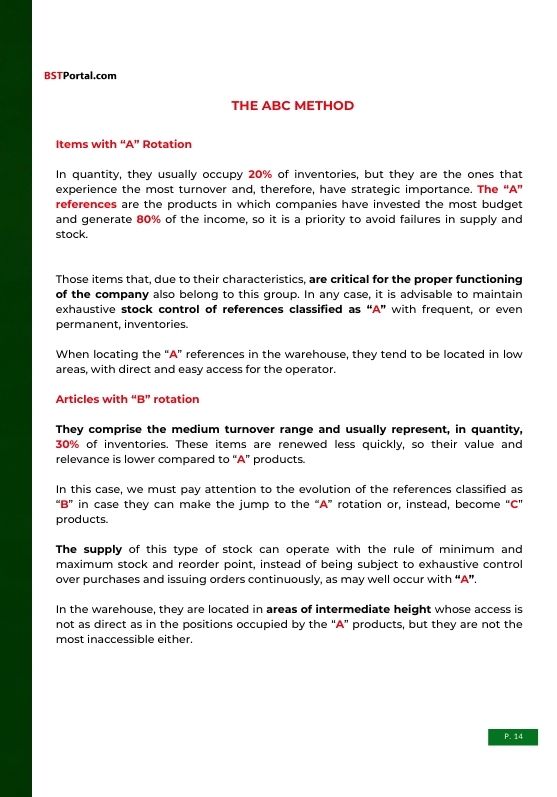 BSTPortal.com
THE ABC METHOD
Items with “A” Rotation
In quantity, they usually occupy 20% of inventories, but they are the ones that
experience the most turnover and, therefore, have strategic importance. The “A”
references are the products in which companies have invested the most budget
and generate 80% of the income, so it is a priority to avoid failures in supply and
stock.
Those items that, due to their characteristics, are critical for the proper functioning
of the company also belong to this group. In any case, it is advisable to maintain
exhaustive stock control of references classified as “A” with frequent, or even
permanent, inventories.
When locating the “A” references in the warehouse, they tend to be located in low
areas, with direct and easy access for the operator.
Articles with “B” rotation
They comprise the medium turnover range and usually represent, in quantity,
30% of inventories. These items are renewed less quickly, so their value and
relevance is lower compared to “A” products.
In this case, we must pay attention to the evolution of the references classified as
“B” in case they can make the jump to the “A” rotation or, instead, become “C”
products.
The supply of this type of stock can operate with the rule of minimum and
maximum stock and reorder point, instead of being subject to exhaustive control
over purchases and issuing orders continuously, as may well occur with “A”.
In the warehouse, they are located in areas of intermediate height whose access is
not as direct as in the positions occupied by the “A” products, but they are not the
most inaccessible either.
P. 14